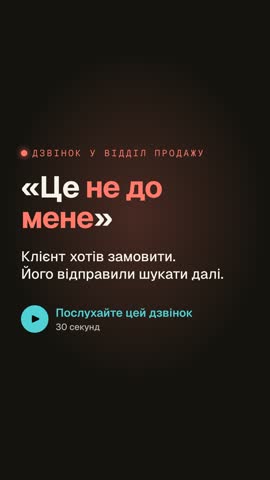 ДЗВІНОК У ВІДДІЛ ПРОДАЖУ
«Це не до
мене»
Клієнт хотів замовити.
Його відправили шукати далі.
Послухайте цей дзвінок
30 секунд